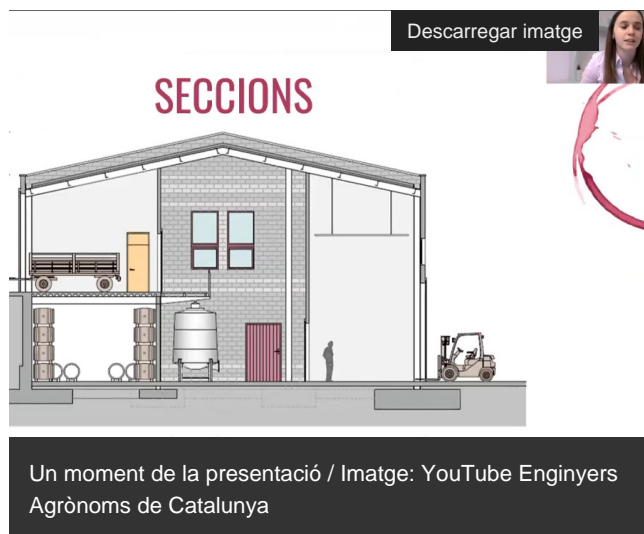 Descarregar imatge
SECCIONS
Un moment de la presentació / Imatge: YouTube Enginyers
Agrònoms de Catalunya